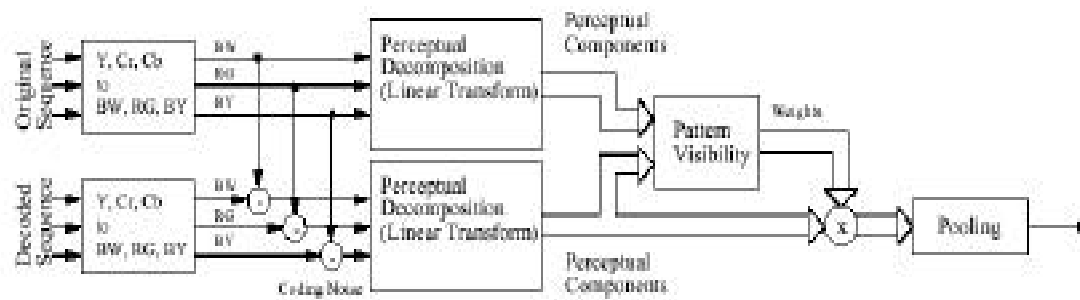 Original
Sequence
Y, Cr, Cb
to
BW, RG, BY
BW
RG
BY
Perceptual
Decomposition
(Linear Transform)
Perceptual
Components
Pattern
Visibility
Weights
Decoded
Sequence
Y, Cr, Cb
to
BW, RG, BY
BW
RG
BY
Coding Noise
Perceptual
Decomposition
(Linear Transform)
Perceptual
Components
x
Pooling